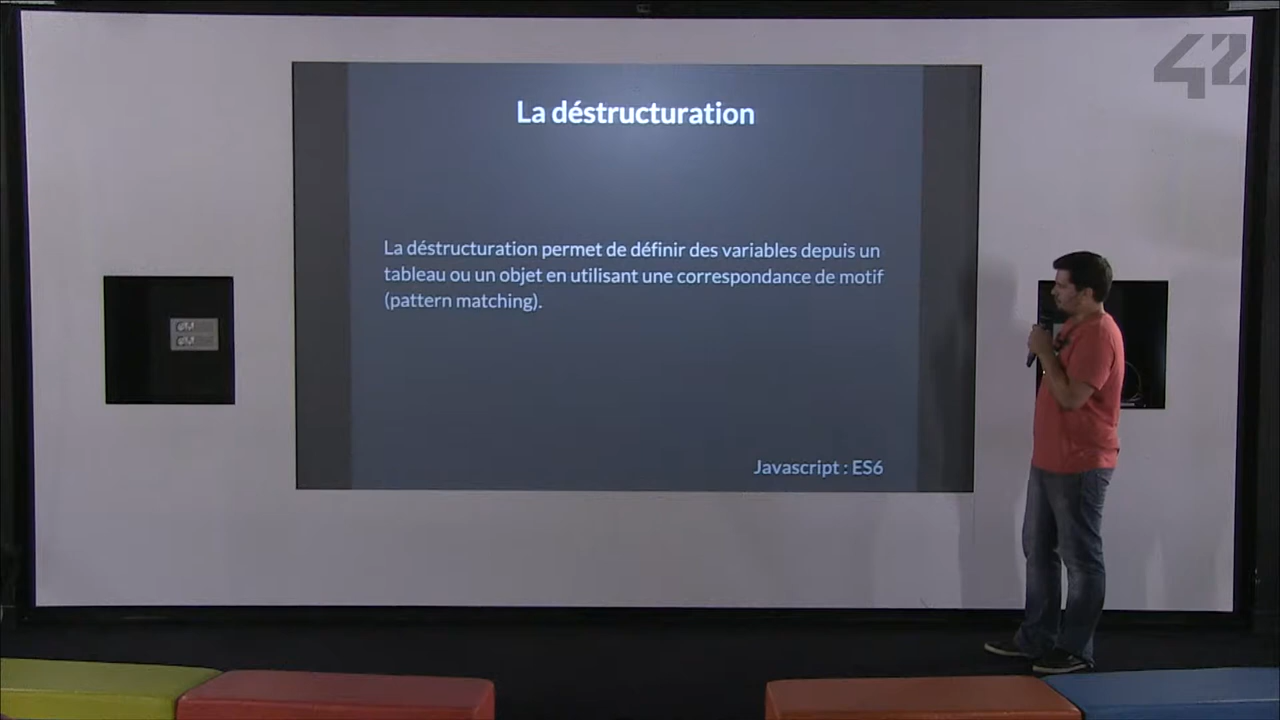 42
La déstructuration
La déstructuration permet de définir des variables depuis un
tableau ou un objet en utilisant une correspondance de motif
(pattern matching).
Javascript : ES6